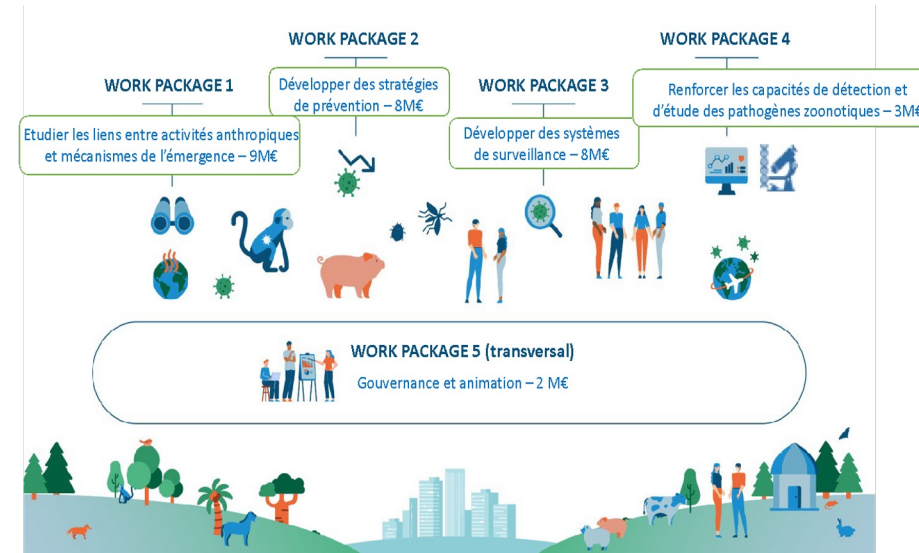 WORK PACKAGE 1
Etudier les liens entre activités anthropiques
et mécanismes de l'émergence – 9M€
WORK PACKAGE 2
Développer des stratégies
de prévention – 8M€
WORK PACKAGE 3
Développer des systèmes
de surveillance – 8M€
WORK PACKAGE 4
Renforcer les capacités de détection et
d'étude des pathogènes zoonotiques – 3M€
WORK PACKAGE 5 (transversal)
Gouvernance et animation – 2 M€